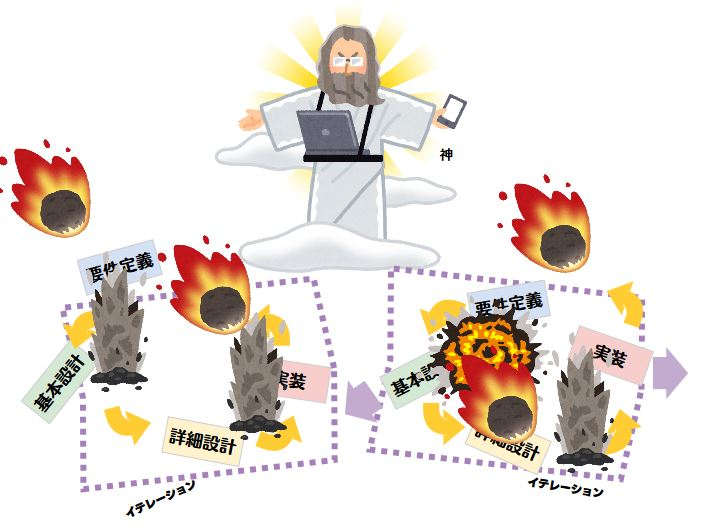 神
要件定義
基本設計
実装
詳細設計
イテレーション
要件定義
基本設計
実装
詳細設計
イテレーション